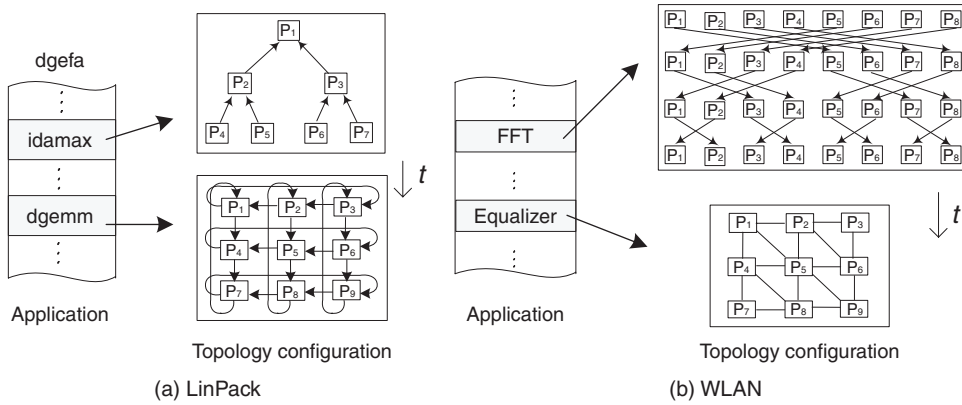 dgefa
⋮
idamax
⋮
dgemm
⋮
Application
P1
P2 P3
P4 P5 P6 P7
t
P1 P2 P3
P4 P5 P6
P7 P8 P9
Topology configuration
(a) LinPack
⋮
FFT
⋮
Equalizer
⋮
Application
P1 P2 P3 P4 P5 P6 P7 P8
P1 P2 P3 P4 P5 P6 P7 P8
P1 P2 P3 P4 P5 P6 P7 P8
P1 P2 P3 P4 P5 P6 P7 P8
t
P1 P2 P3
P4 P5 P6
P7 P8 P9
Topology configuration
(b) WLAN